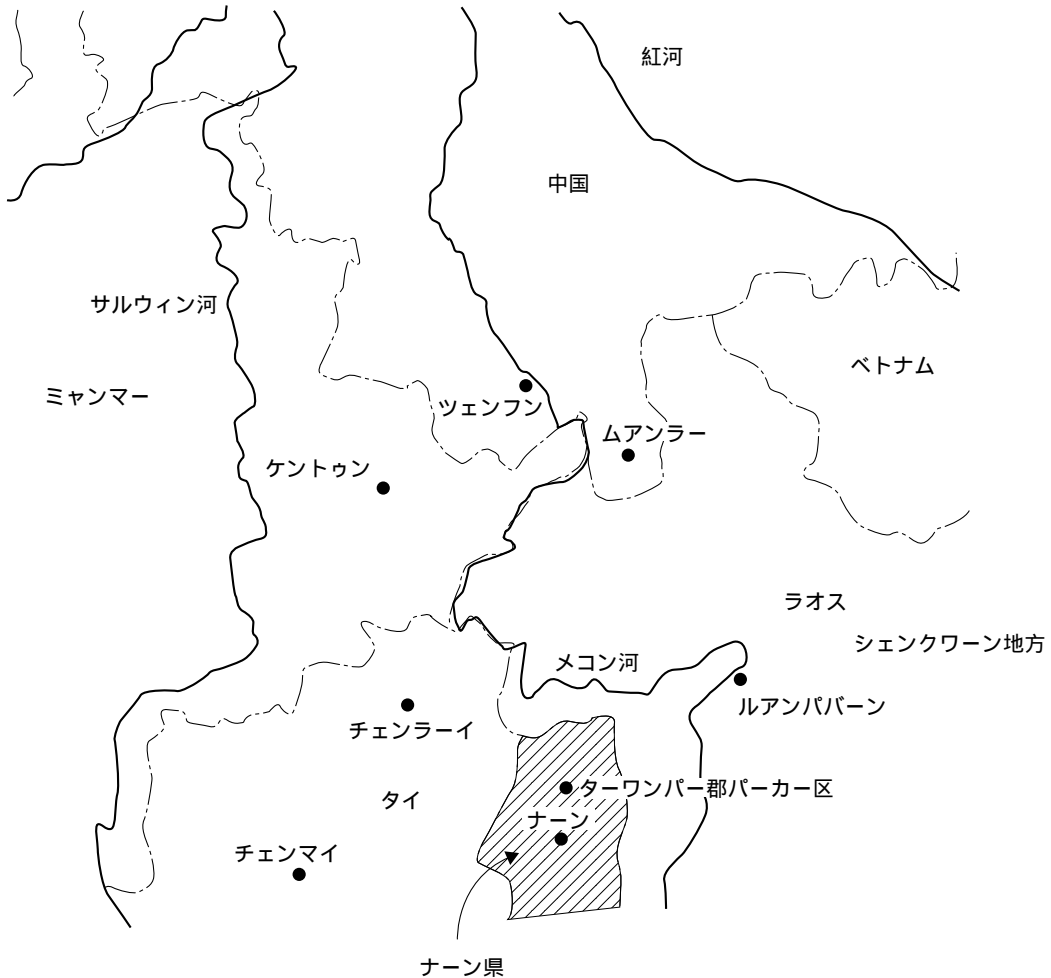 紅河
中国
サルウィン河
ベトナム
ミャンマー
ツェンフン
ムアンラー
ケントゥン
ラオス
シェンクワーン地方
メコン河
ルアンパバーン
チェンラーイ
ターワンパー郡パーカー区
タイ
ナーン
チェンマイ
ナーン県